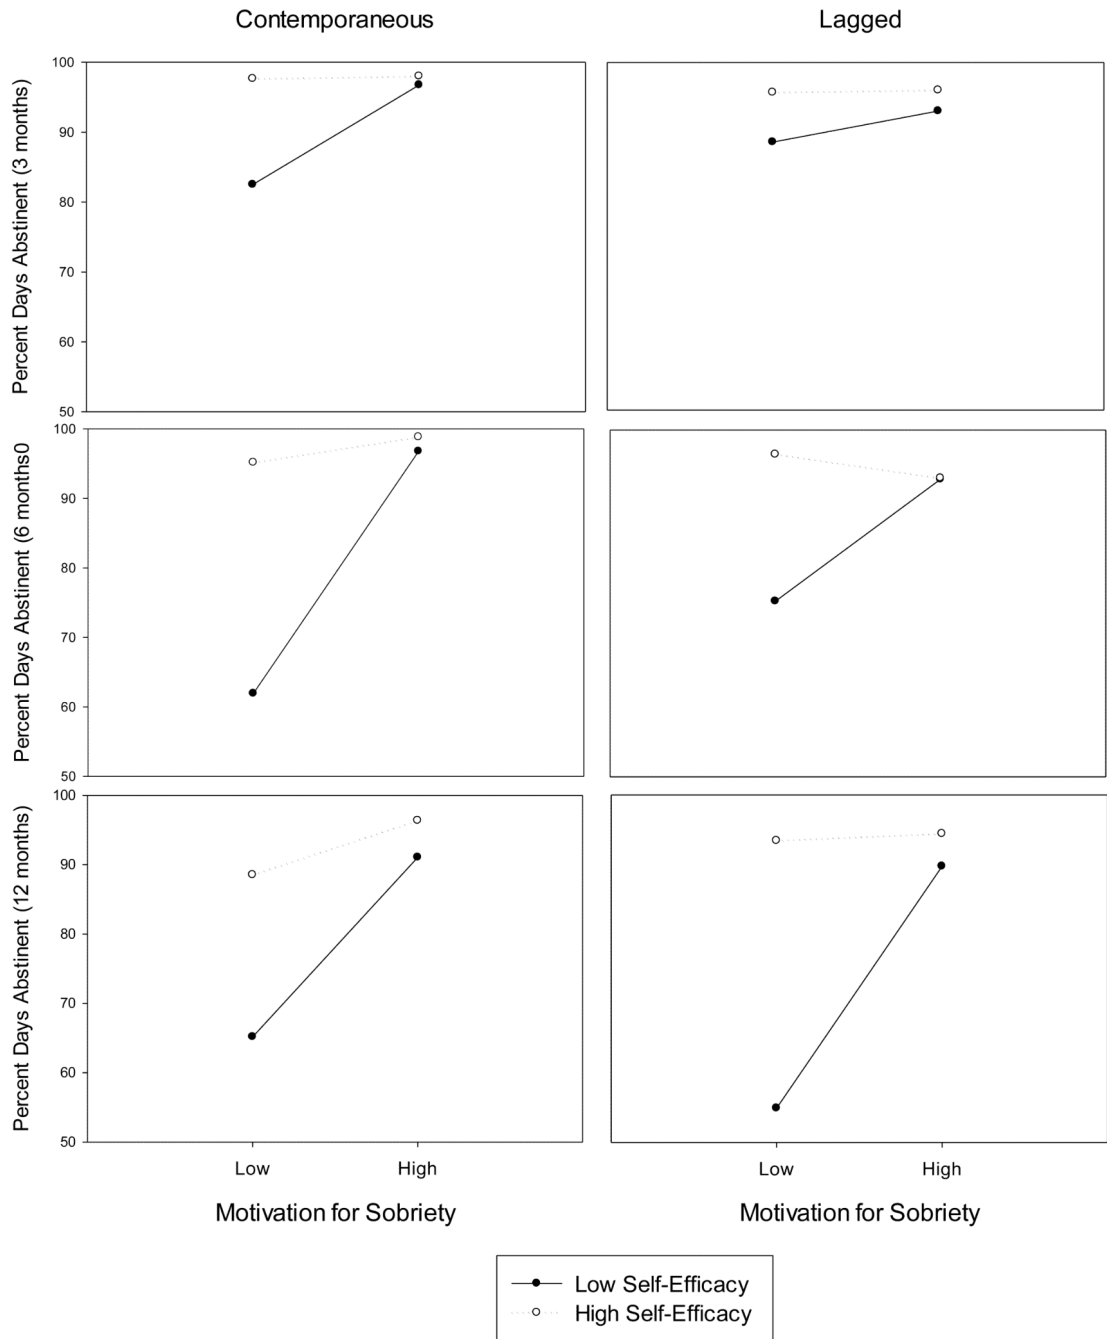 Contemporaneous
Lagged
Percent Days Abstinent (3 months)
100
90
80
70
60
50
Percent Days Abstinent (6 months0
100
90
80
70
60
50
Percent Days Abstinent (12 months)
100
90
80
70
60
50
Low High
Low High
Motivation for Sobriety
Motivation for Sobriety
Low Self-Efficacy
High Self-Efficacy